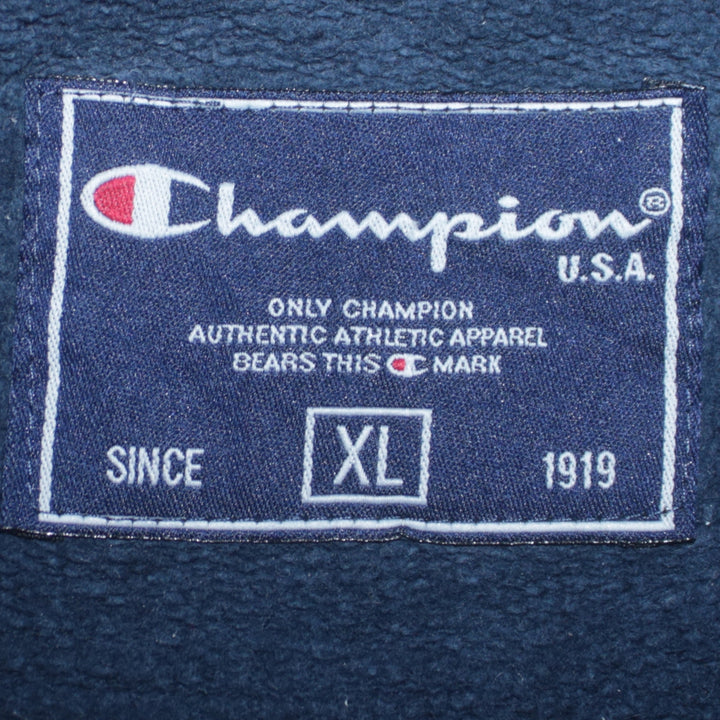 Champion®
U.S.A.
ONLY CHAMPION
AUTHENTIC ATHLETIC APPAREL
BEARS THIS C MARK
SINCE XL 1919